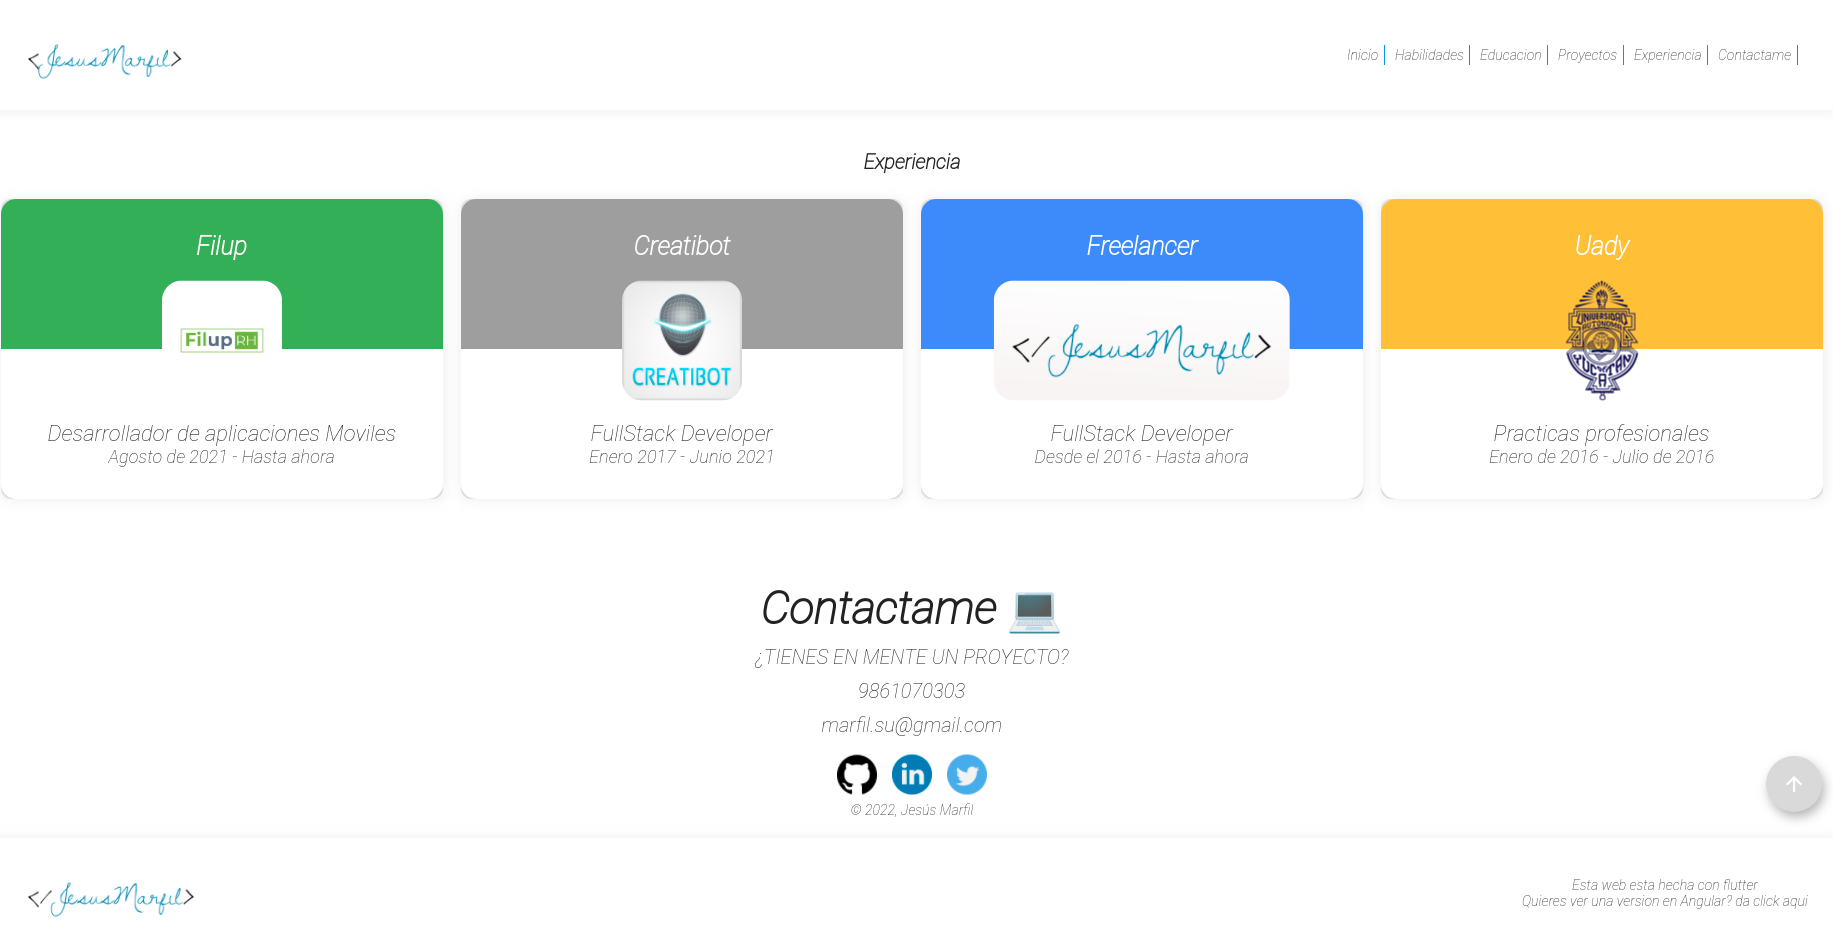 <JesusMarfil>
Inicio Habilidades Educacion Proyectos Experiencia Contactame
Experiencia
Filup
Filup RH
Desarrollador de aplicaciones Moviles
Agosto de 2021 - Hasta ahora
Creatibot
CREATIBOT
FullStack Developer
Enero 2017 - Junio 2021
Freelancer
</JesusMarfil>
FullStack Developer
Desde el 2016 - Hasta ahora
Uady
UNIVERSIDAD
AUTONOMA
YUCATAN
Practicas profesionales
Enero de 2016 - Julio de 2016
Contactame 💻
¿TIENES EN MENTE UN PROYECTO?
9861070303
marfil.su@gmail.com
in
© 2022, Jesús Marfil
</JesusMarfil>
Esta web esta hecha con flutter
Quieres ver una version en Angular? da click aqui